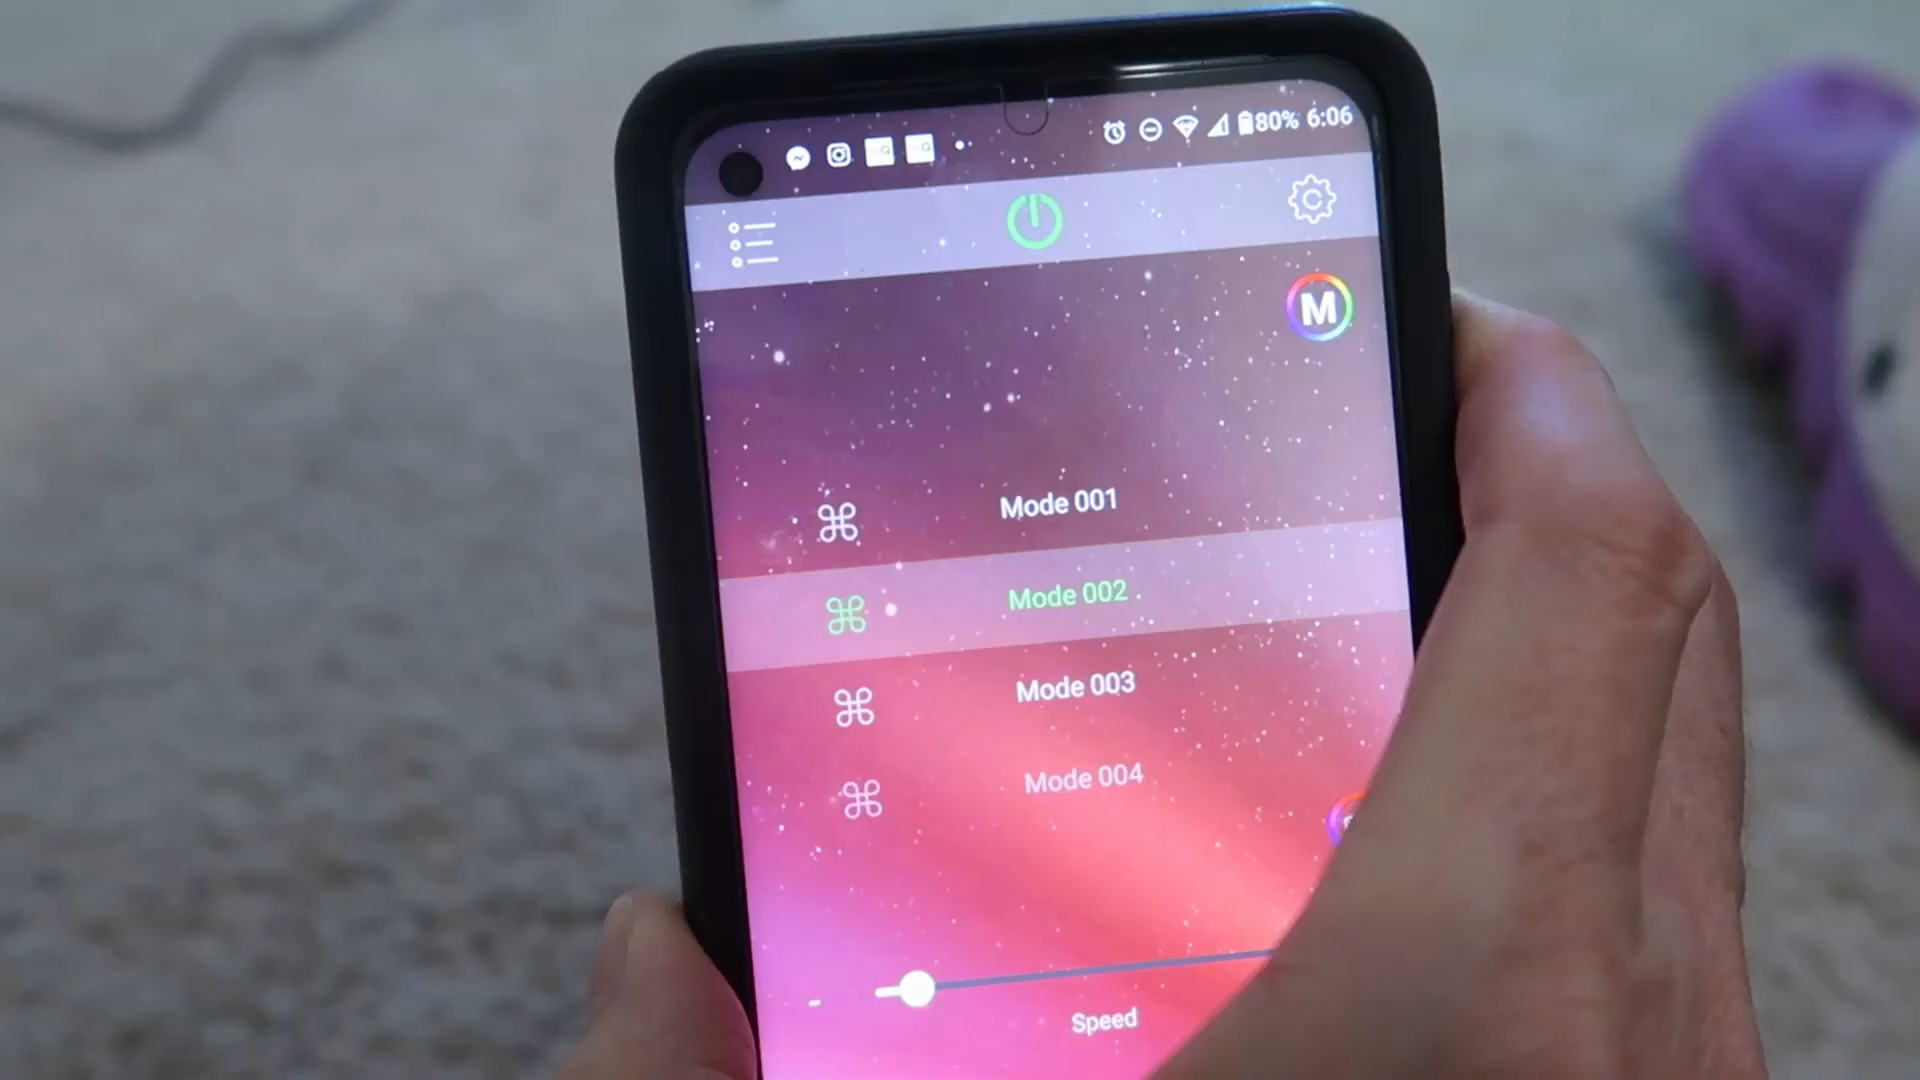 80% 6:06
M
Mode 001
Mode 002
Mode 003
Mode 004
-
Speed